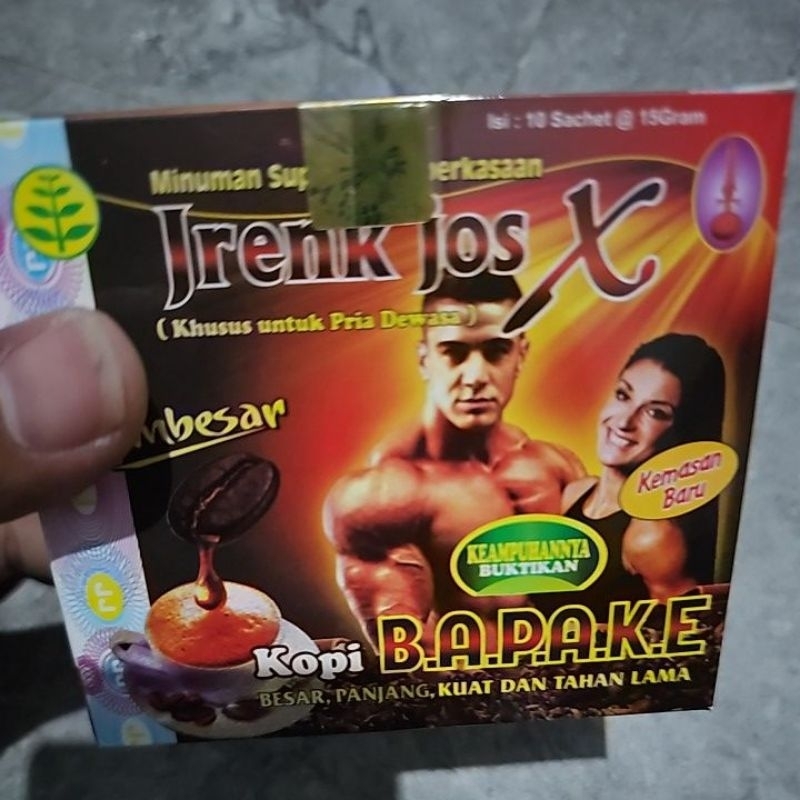 Isi : 10 Sachet @ 15Gram
Minuman
Jrenk Jos X
( Khusus untuk Pria Dewasa )
Kemasan
Baru
KEAMPUHANNYA
BUKTIKAN
Kopi B.A.P.A.K.E
BESAR, PANJANG, KUAT DAN TAHAN LAMA